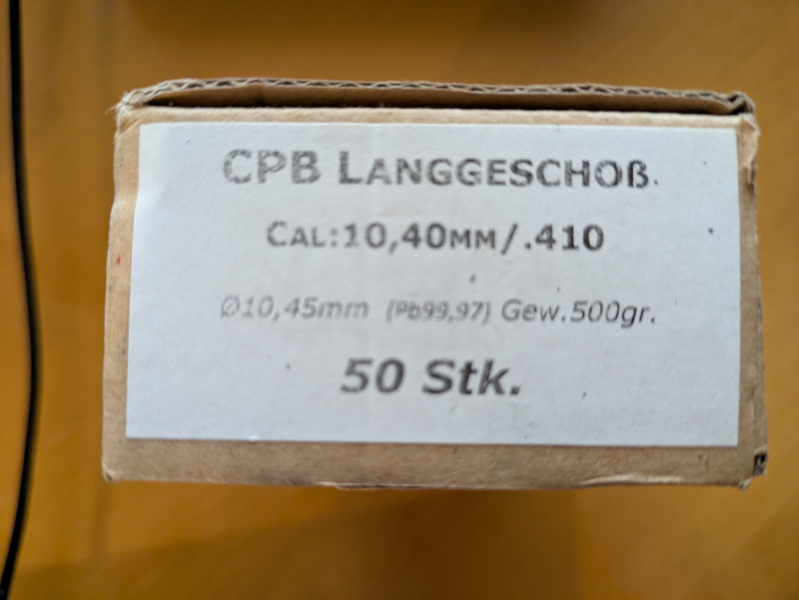 CPB LANGGESCHOß.
CAL:10,40MM/.410
Ø10,45mm (Pb99,97) Gew.500gr.
50 Stk.